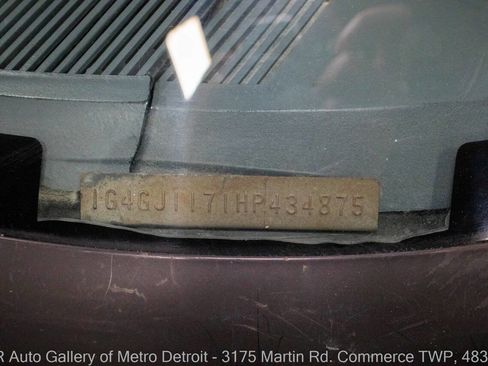 1G4GJ1171HP434875
R Auto Gallery of Metro Detroit - 3175 Martin Rd. Commerce TWP, 483